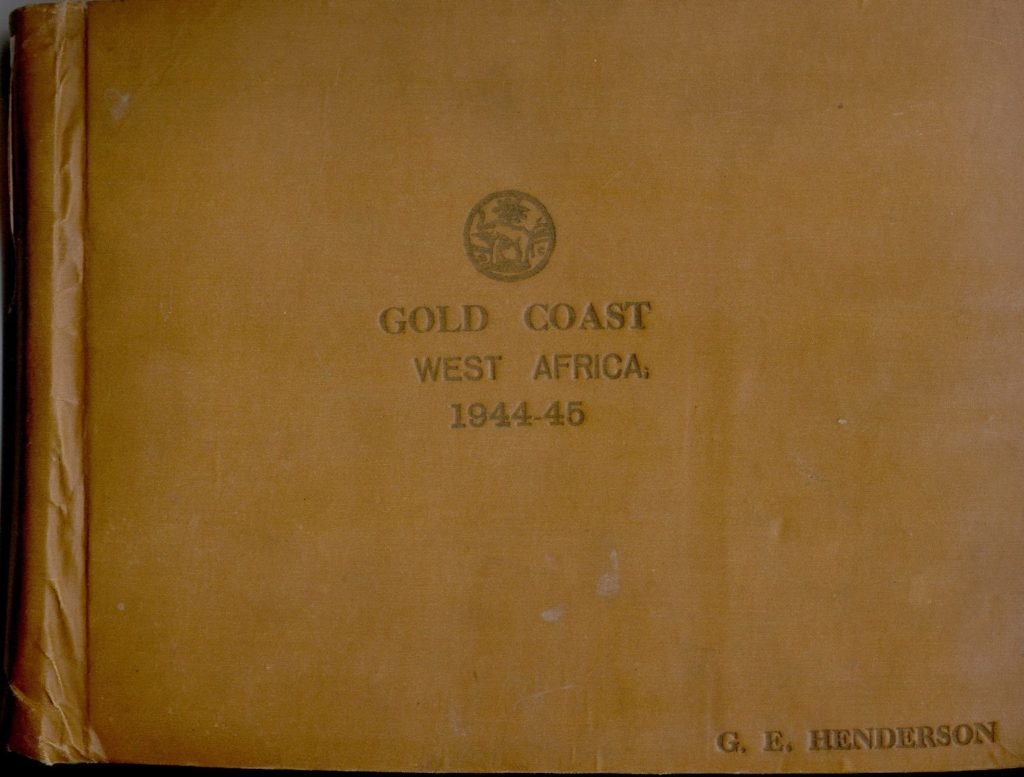 GOLD COAST
WEST AFRICA;
1944-45
G. E. HENDERSON